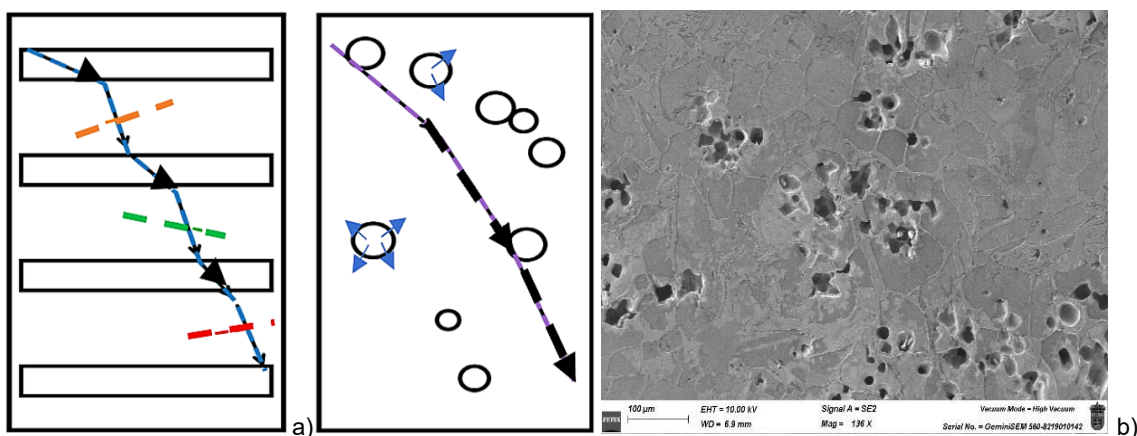 a)
ZEISS
100 µm
EHT = 10.00 kV
WD = 6.9 mm
Signal A = SE2
Mag = 136 X
Vacuum Mode = High Vacuum
Serial No. = GeminiSEM 560-8219010142
b)